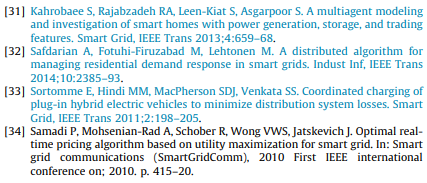 [31] Kahrobaee S, Rajabzadeh RA, Leen-Kiat S, Asgarpoor S. A multiagent modeling
and investigation of smart homes with power generation, storage, and trading
features. Smart Grid, IEEE Trans 2013;4:659–68.
[32] Safdarian A, Fotuhi-Firuzabad M, Lehtonen M. A distributed algorithm for
managing residential demand response in smart grids. Indust Inf, IEEE Trans
2014;10:2385–93.
[33] Sortomme E, Hindi MM, MacPherson SDJ, Venkata SS. Coordinated charging of
plug-in hybrid electric vehicles to minimize distribution system losses. Smart
Grid, IEEE Trans 2011;2:198–205.
[34] Samadi P, Mohsenian-Rad A, Schober R, Wong VWS, Jatskevich J. Optimal real-
time pricing algorithm based on utility maximization for smart grid. In: Smart
grid communications (SmartGridComm), 2010 First IEEE international
conference on; 2010. p. 415–20.